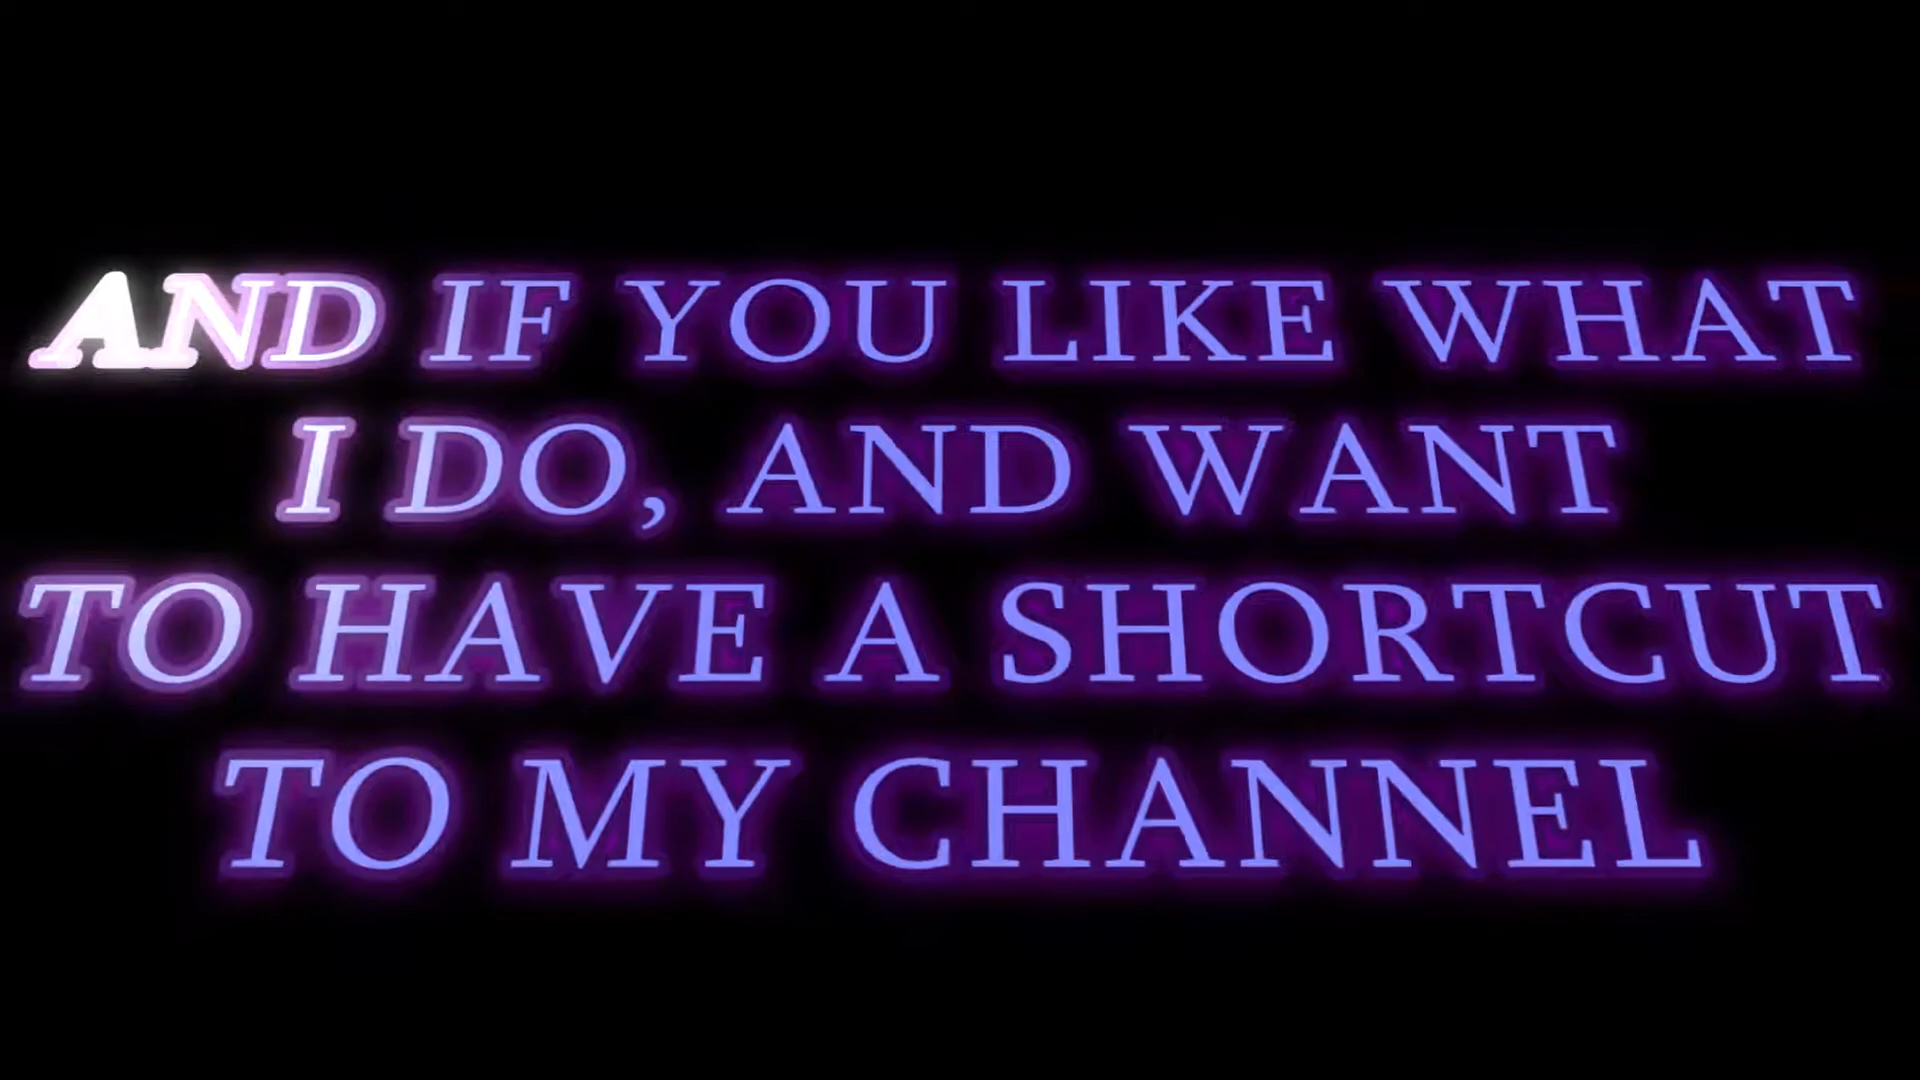 AND IF YOU LIKE WHAT
I DO, AND WANT
TO HAVE A SHORTCUT
TO MY CHANNEL